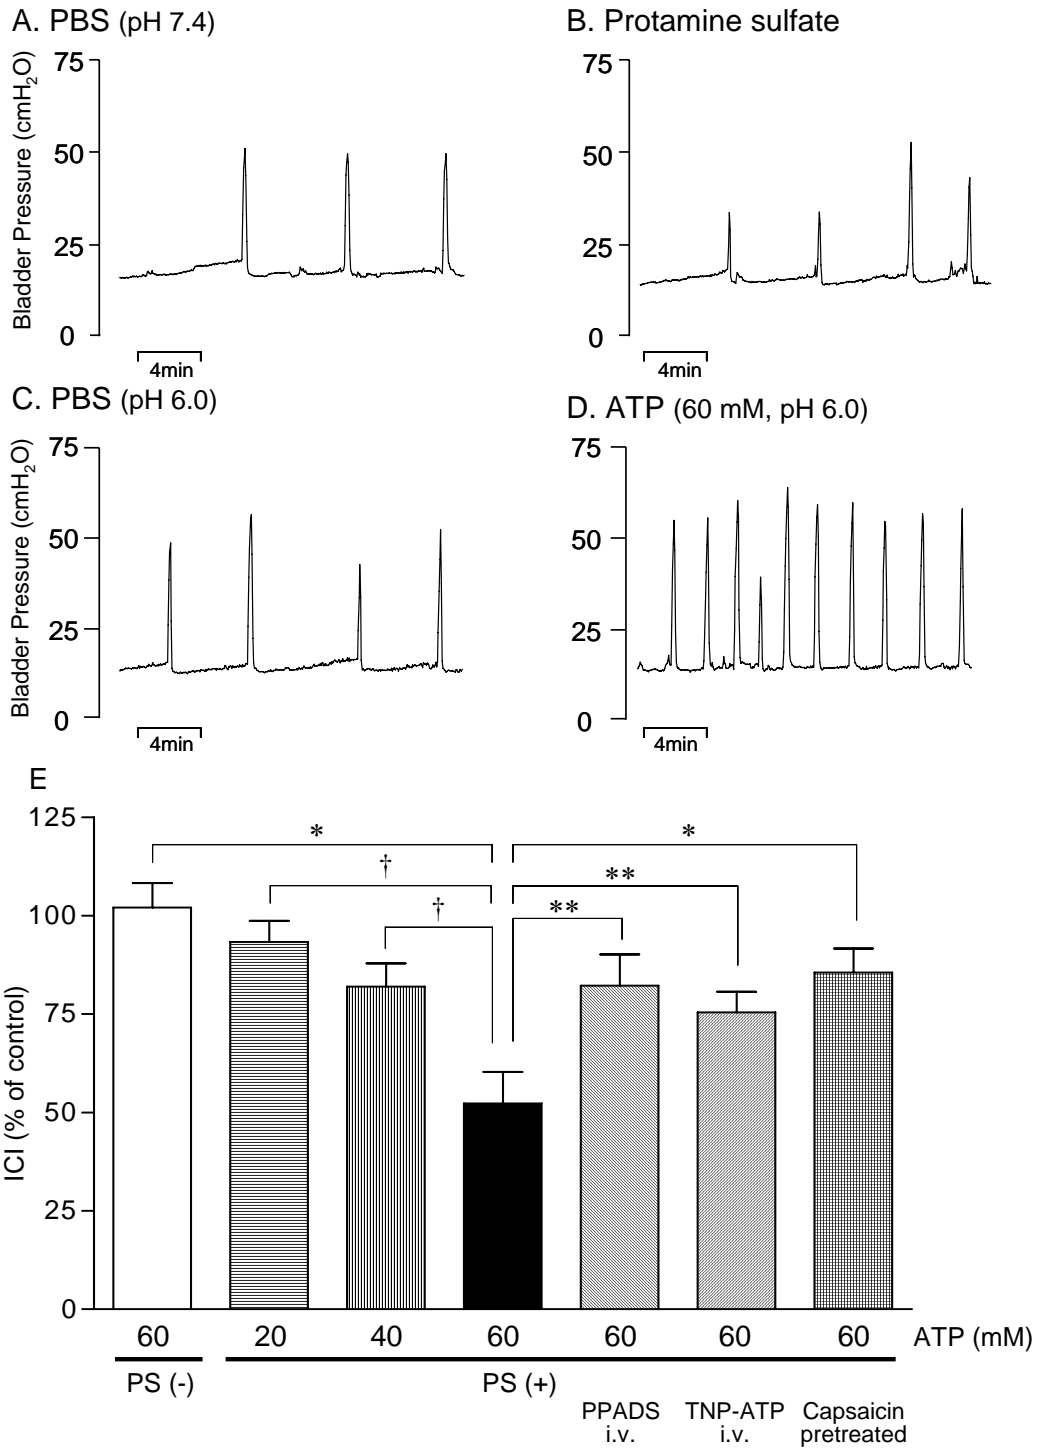 A. PBS (pH 7.4)
B. Protamine sulfate
Bladder Pressure (cmH2O)
75
50
25
0
4min
75
50
25
0
4min
C. PBS (pH 6.0)
D. ATP (60 mM, pH 6.0)
Bladder Pressure (cmH2O)
75
50
25
0
4min
75
50
25
0
4min
E
ICI (% of control)
125
100
75
50
25
0
*
†
†
*
**
**
60 20 40 60 60 60 60 ATP (mM)
PS (-) PS (+)
PPADS TNP-ATP Capsaicin
i.v. i.v. pretreated